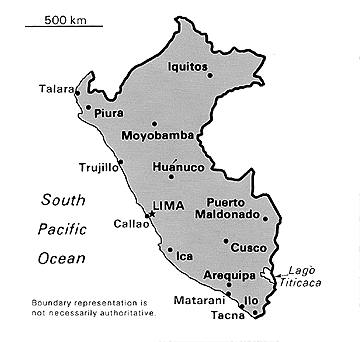 500 km
Iquitos
Talara
Piura
Moyobamba
Trujillo
Huánuco
South
Pacific
Ocean
LIMA
Callao
Puerto
Maldonado
Cusco
Ica
Arequipa
Lago
Titicaca
Matarani
Ilo
Tacna
Boundary representation is
not necessarily authoritative.